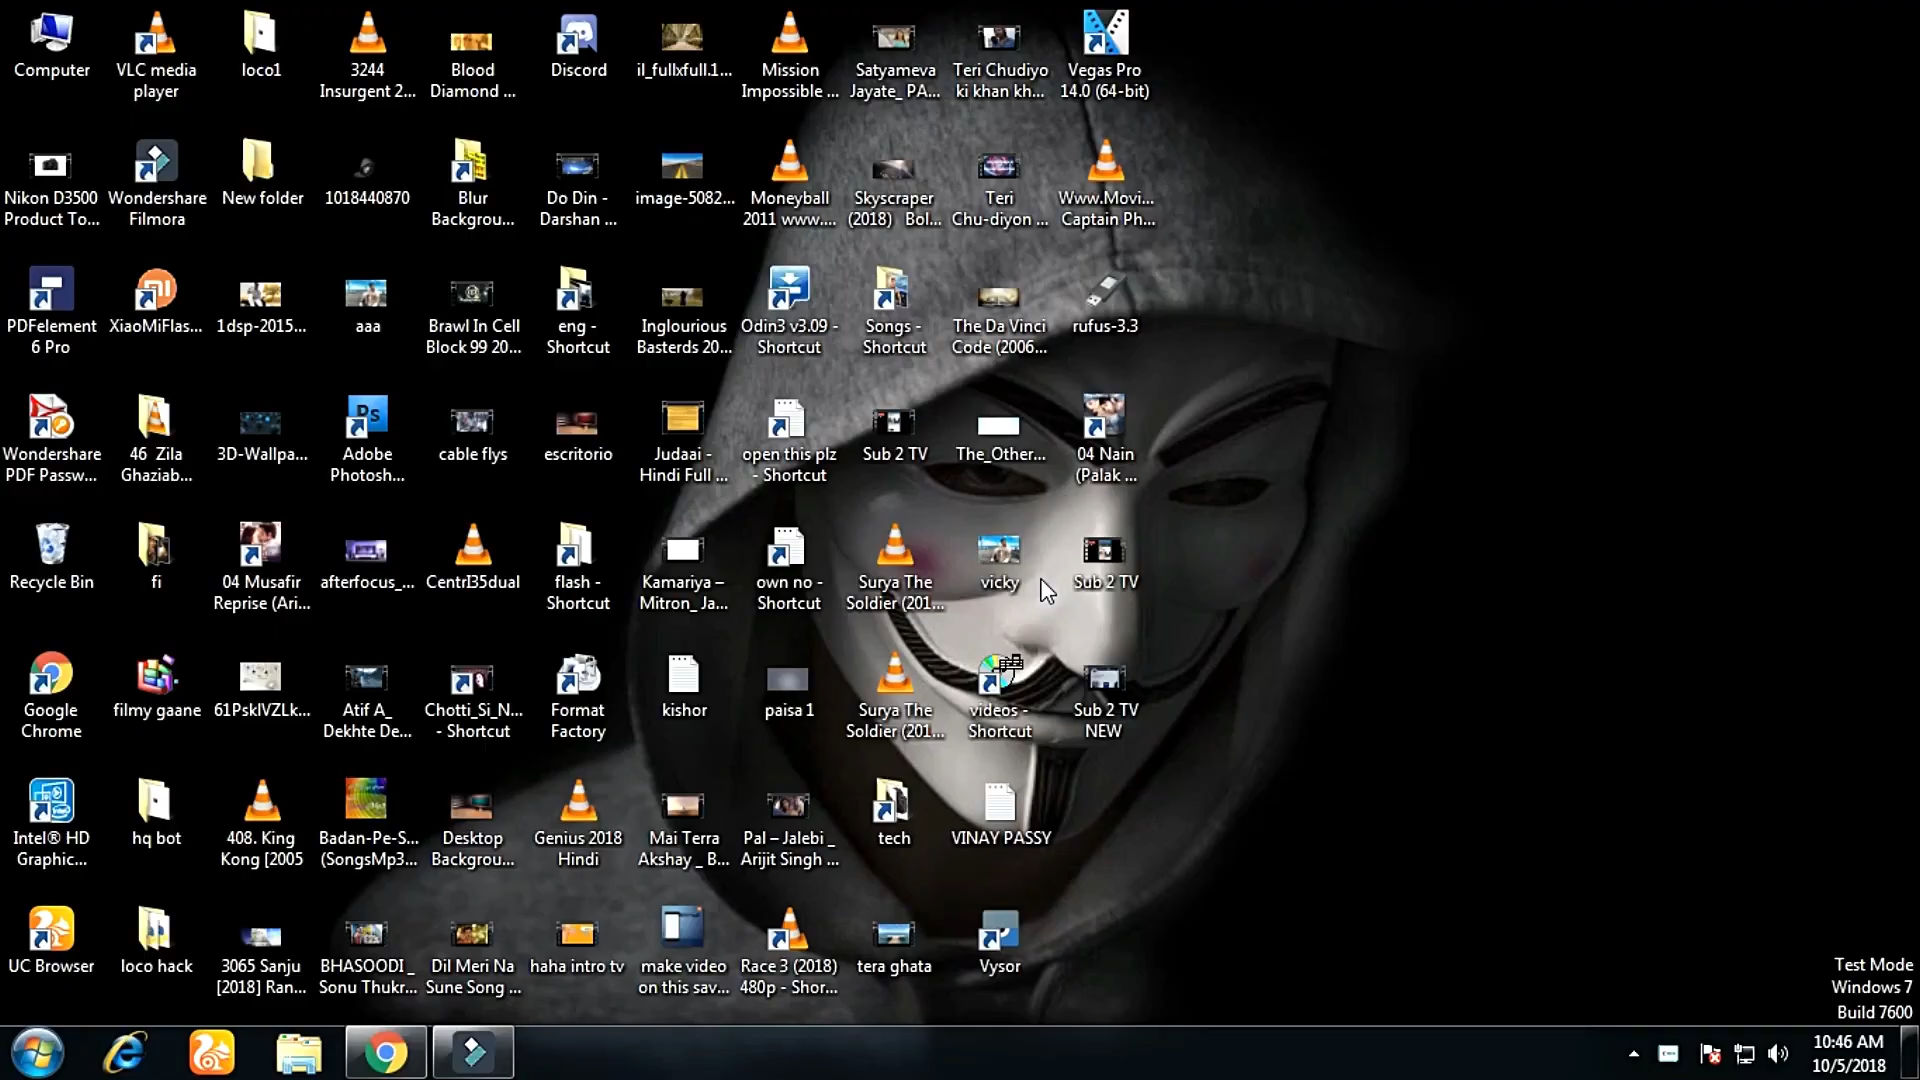 Computer
VLC media
player
loco1
3244
Insurgent 2...
Blood
Diamond ...
Discord
il_fullxfull.1...
Mission
Impossible ...
Satyameva
Jayate_ PA...
Teri Chudiyo
ki khan kh...
Vegas Pro
14.0 (64-bit)
Nikon D3500
Product To...
Wondershare
Filmora
New folder
1018440870
Blur
Backgrou...
Do Din -
Darshan ...
image-5082...
Moneyball
2011 www....
Skyscraper
(2018) Bol...
Teri
Chu-diyon ...
Www.Movi...
Captain Ph...
PDFelement
6 Pro
XiaoMiFlas...
1dsp-2015...
aaa
Brawl In Cell
Block 99 20...
eng -
Shortcut
Inglourious
Basterds 20...
Odin3 v3.09 -
Shortcut
Songs -
Shortcut
The Da Vinci
Code (2006...
rufus-3.3
Wondershare
PDF Passw...
46 Zila
Ghaziab...
3D-Wallpa...
Adobe
Photosh...
cable flys
escritorio
Judaai -
Hindi Full ...
open this plz
- Shortcut
Sub 2 TV
The_Other...
04 Nain
(Palak ...
Recycle Bin
fi
04 Musafir
Reprise (Ari...
afterfocus_...
CentrI35dual
flash -
Shortcut
Kamariya –
Mitron_ Ja...
own no -
Shortcut
Surya The
Soldier (201...
vicky
Sub 2 TV
Google
Chrome
filmy gaane
61PsklVZLk...
Atif A_
Dekhte De...
Chotti_Si_N...
- Shortcut
Format
Factory
kishor
paisa 1
Surya The
Soldier (201...
videos -
Shortcut
Sub 2 TV
NEW
Intel® HD
Graphic...
hq bot
408. King
Kong [2005
Badan-Pe-S...
(SongsMp3...
Desktop
Backgrou...
Genius 2018
Hindi
Mai Terra
Akshay _ B...
Pal – Jalebi _
Arijit Singh ...
tech
VINAY PASSY
UC Browser
loco hack
3065 Sanju
[2018] Ran...
BHASOODI _
Sonu Thukr...
Dil Meri Na
Sune Song ...
haha intro tv
make video
on this sav...
Race 3 (2018)
480p - Shor...
tera ghata
Vysor
Test Mode
Windows 7
Build 7600
10:46 AM
10/5/2018